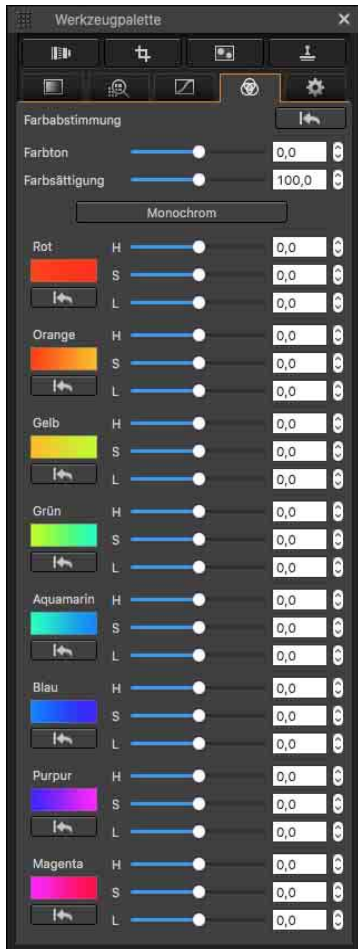 Werkzeugpalette
Farbabstimmung
Farbton 0,0
Farbsättigung 100,0
Monochrom
Rot H 0,0
S 0,0
L 0,0
Orange H 0,0
S 0,0
L 0,0
Gelb H 0,0
S 0,0
L 0,0
Grün H 0,0
S 0,0
L 0,0
Aquamarin H 0,0
S 0,0
L 0,0
Blau H 0,0
S 0,0
L 0,0
Purpur H 0,0
S 0,0
L 0,0
Magenta H 0,0
S 0,0
L 0,0